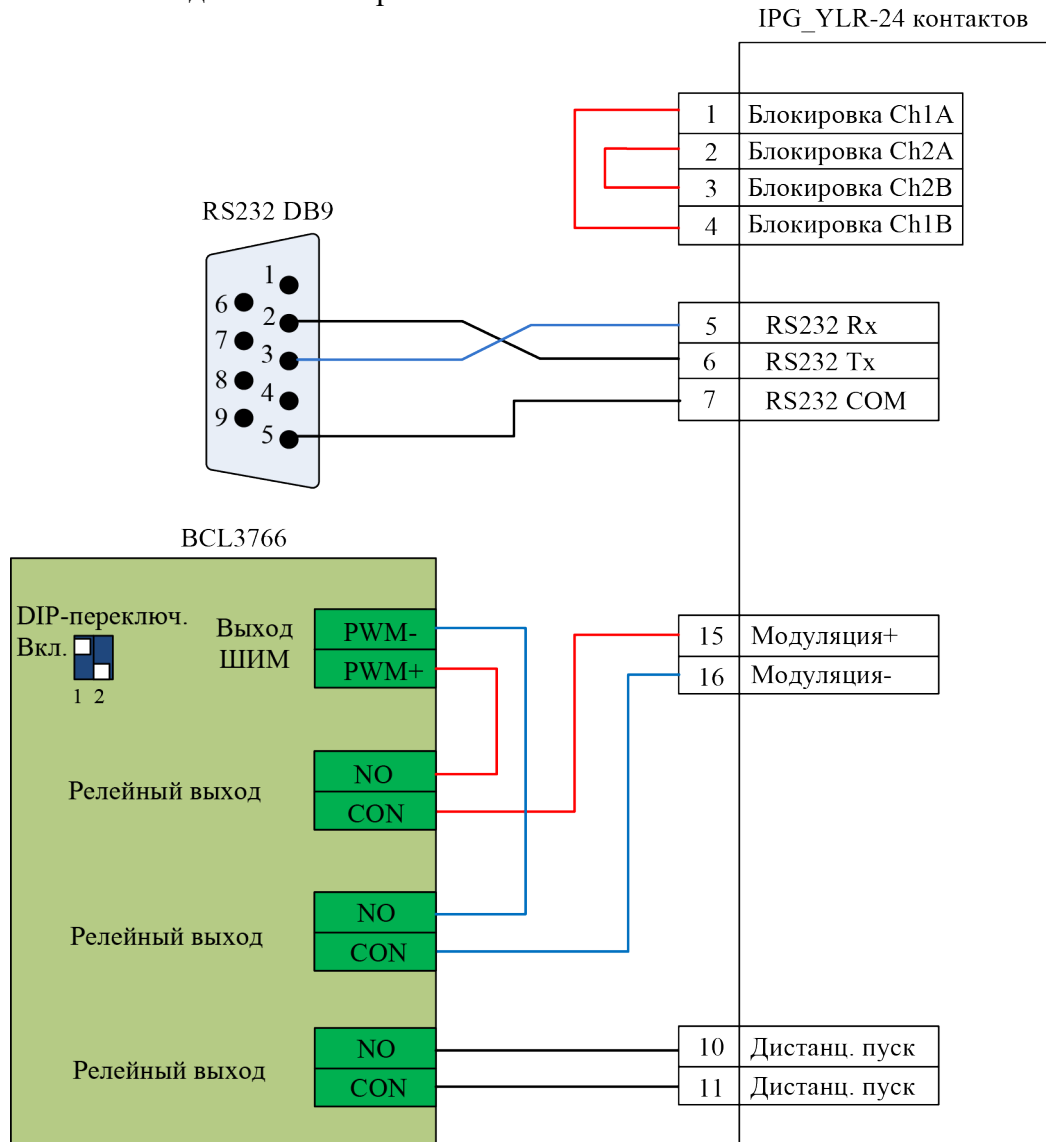 IPG_YLR-24 контактов
1 Блокировка Ch1A
2 Блокировка Ch2A
3 Блокировка Ch2B
4 Блокировка Ch1B
RS232 DB9
1
6
2
7
3
8
4
9
5
5 RS232 Rx
6 RS232 Tx
7 RS232 COM
BCL3766
DIP-переключ.
Вкл.
1 2
Выход
ШИМ
PWM-
PWM+
15 Модуляция+
16 Модуляция-
Релейный выход
NO
CON
Релейный выход
NO
CON
Релейный выход
NO
CON
10 Дистанц. пуск
11 Дистанц. пуск